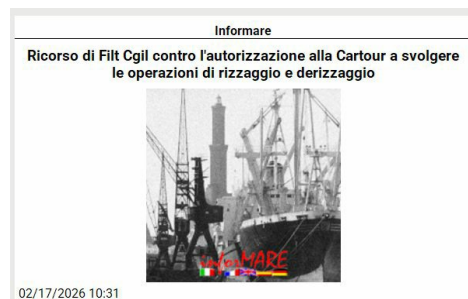 Informare
Ricorso di Filt Cgil contro l'autorizzazione alla Cartour a svolgere
le operazioni di rizzaggio e derizzaggio
infoMARE
02/17/2026 10:31